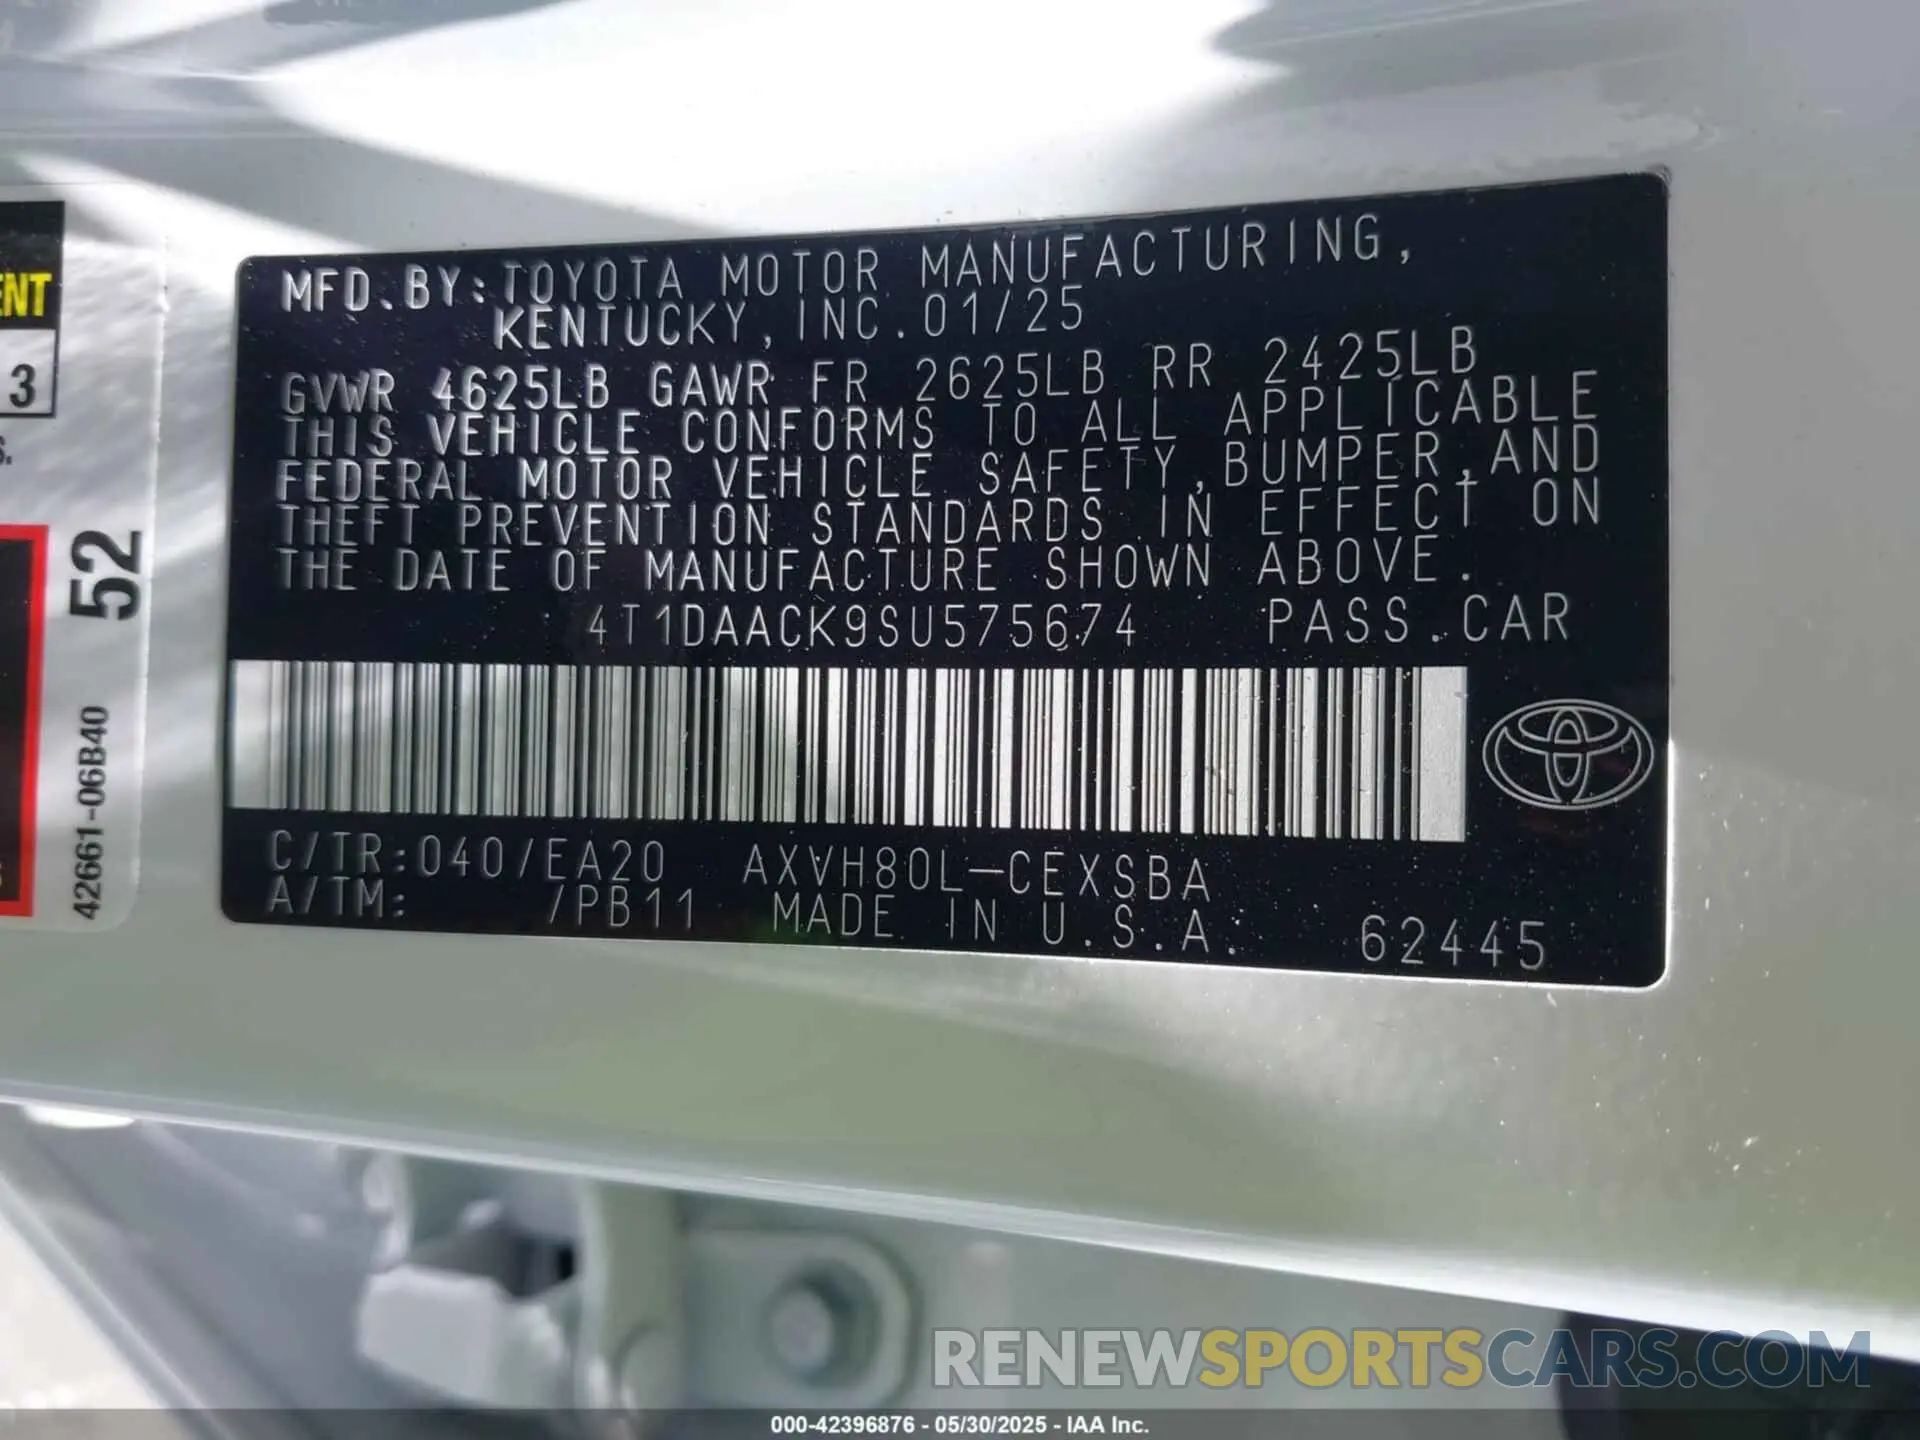 MFD.BY:TOYOTA MOTOR MANUFACTURING,
KENTUCKY, INC.01/25
GVWR 4625LB GAWR FR 2625LB RR 2425LB
THIS VEHICLE CONFORMS TO ALL APPLICABLE
FEDERAL MOTOR VEHICLE SAFETY,BUMPER,AND
THEFT PREVENTION STANDARDS IN EFFECT ON
THE DATE OF MANUFACTURE SHOWN ABOVE.
4T1DAACK9SU575674 PASS.CAR
C/TR:040/EA20 AXVH80L-CEXSBA
A/TM: /PB11 MADE IN U.S.A. 62445
ENT
3
S.
52
42661-06B40
RENEWSPORTSCARS.COM
000-42396876 - 05/30/2025 - IAA Inc.